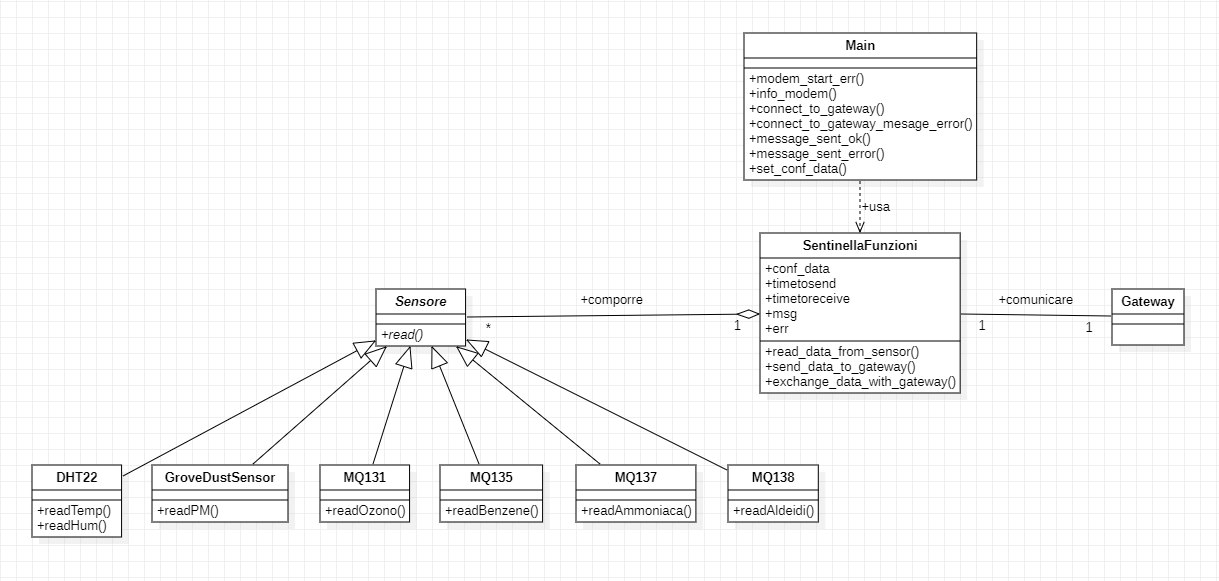 Main
+modem_start_err()
+info_modem()
+connect_to_gateway()
+connect_to_gateway_mesage_error()
+message_sent_ok()
+message_sent_error()
+set_conf_data()
+usa
SentinellaFunzioni
+conf_data
+timetosend
+timetoreceive
+msg
+err
+read_data_from_sensor()
+send_data_to_gateway()
+exchange_data_with_gateway()
Sensore
+read()
*
+comporre
1
+comunicare
1
1
Gateway
DHT22
+readTemp()
+readHum()
GroveDustSensor
+readPM()
MQ131
+readOzono()
MQ135
+readBenzene()
MQ137
+readAmmoniaca()
MQ138
+readAldeidi()